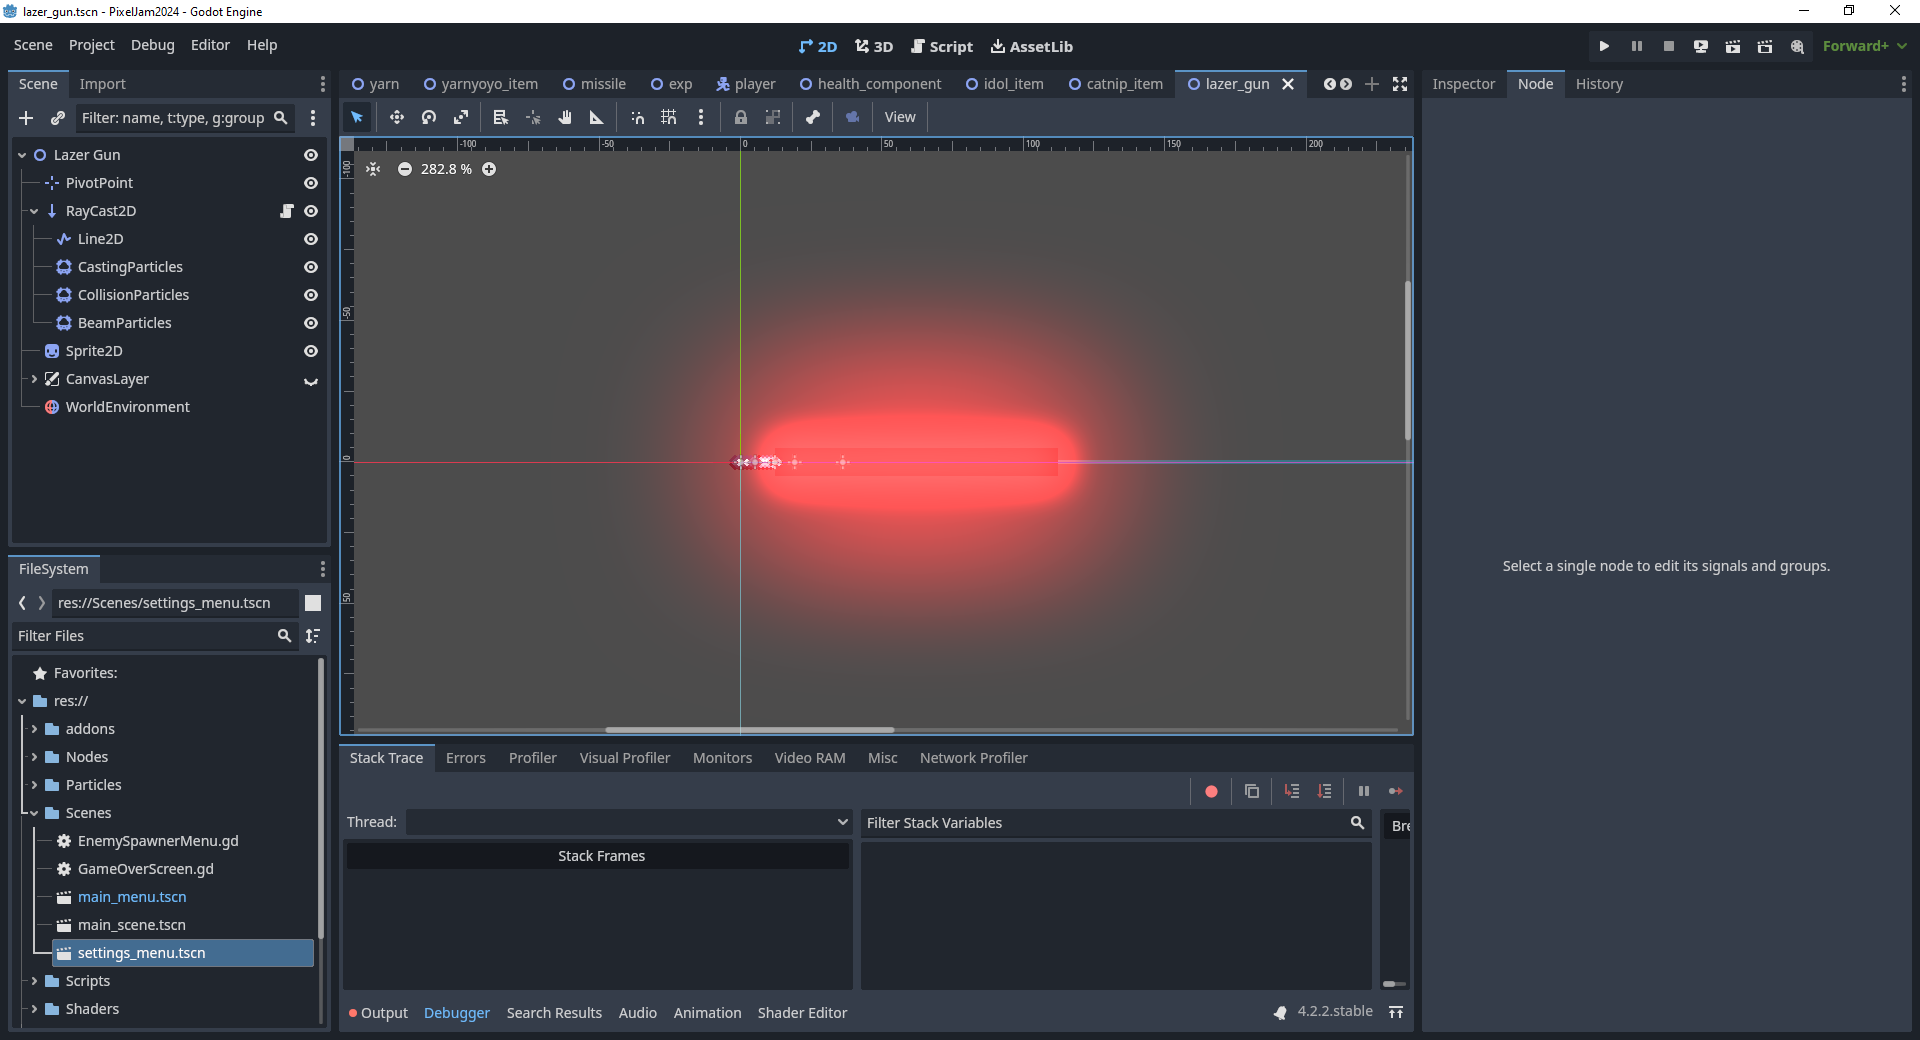 lazer_gun.tscn - PixelJam2024 - Godot Engine
Scene Project Debug Editor Help
2D 3D Script AssetLib
Forward+
Scene Import
yarn yarnyoyo_item missile exp player health_component idol_item catnip_item lazer_gun
Inspector Node History
Filter: name, t:type, g:group
View
Lazer Gun
PivotPoint
RayCast2D
Line2D
CastingParticles
CollisionParticles
BeamParticles
Sprite2D
CanvasLayer
WorldEnvironment
-100 -50 0 50 100 150 200
-100
-50
0
50
282.8 %
Select a single node to edit its signals and groups.
FileSystem
res://Scenes/settings_menu.tscn
Filter Files
Favorites:
res://
addons
Nodes
Particles
Scenes
EnemySpawnerMenu.gd
GameOverScreen.gd
main_menu.tscn
main_scene.tscn
settings_menu.tscn
Scripts
Shaders
Stack Trace Errors Profiler Visual Profiler Monitors Video RAM Misc Network Profiler
Thread:
Filter Stack Variables
Bre
Stack Frames
Output Debugger Search Results Audio Animation Shader Editor
4.2.2.stable